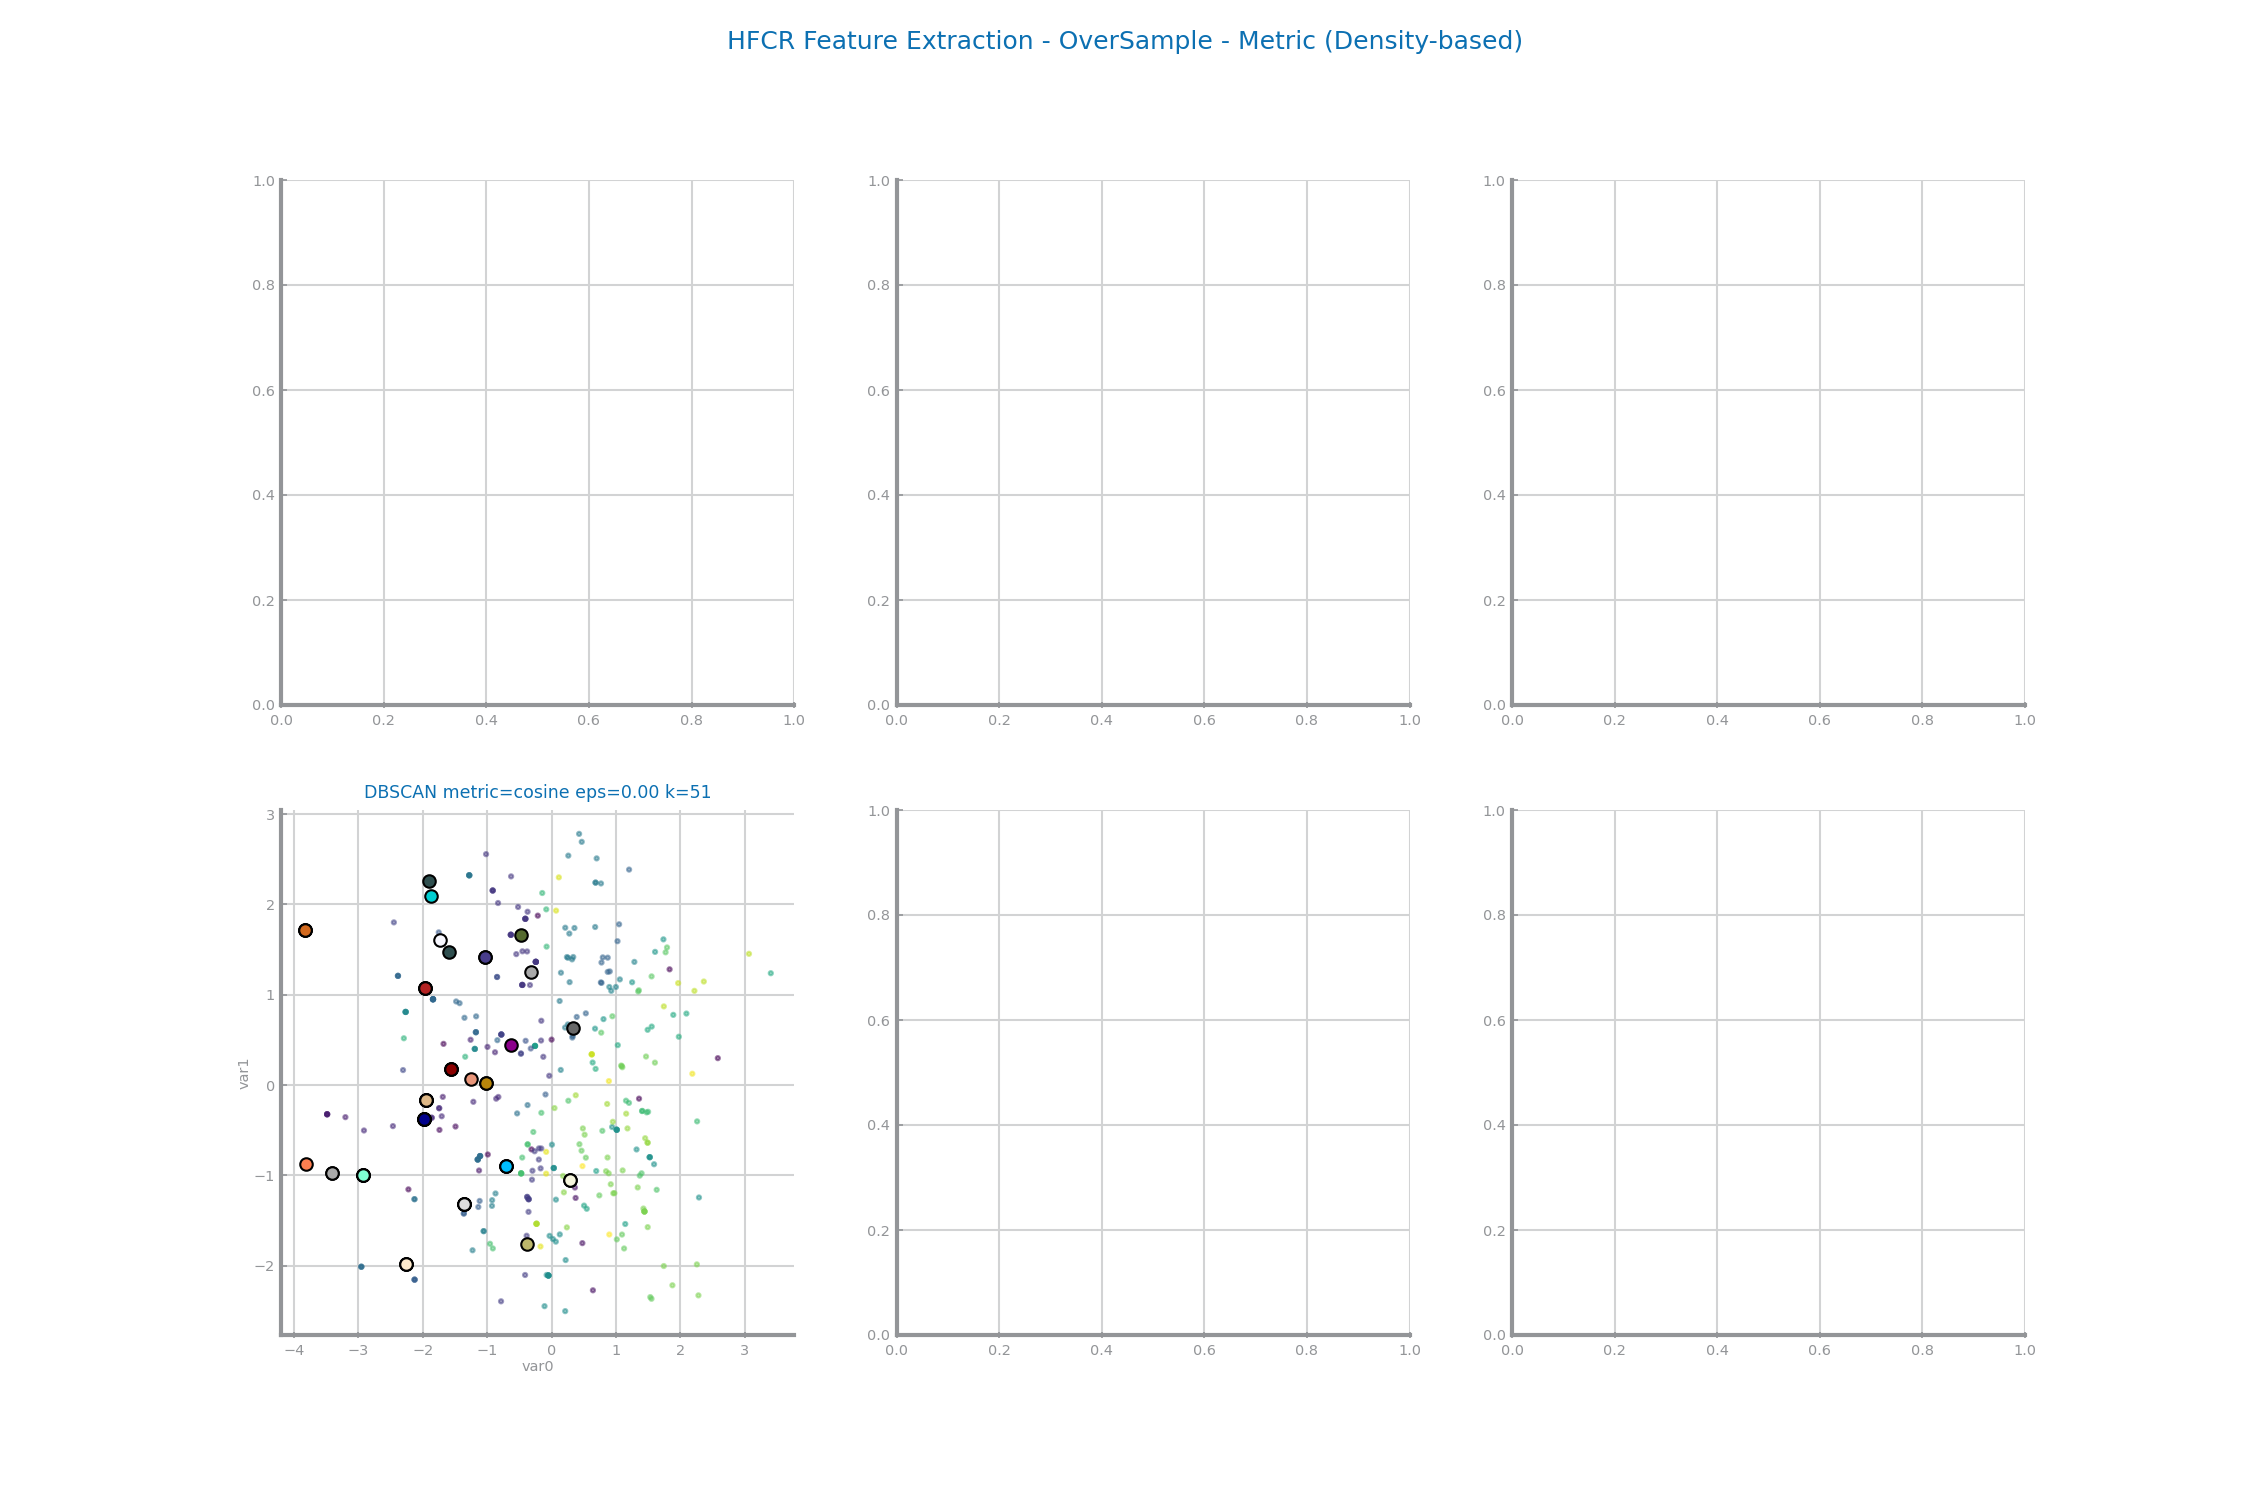 HFCR Feature Extraction - OverSample - Metric (Density-based)
1.0 0.8 0.6 0.4 0.2 0.0
0.0 0.2 0.4 0.6 0.8 1.0
1.0 0.8 0.6 0.4 0.2 0.0
0.0 0.2 0.4 0.6 0.8 1.0
1.0 0.8 0.6 0.4 0.2 0.0
0.0 0.2 0.4 0.6 0.8 1.0
DBSCAN metric=cosine eps=0.00 k=51
var1
3 2 1 0 −1 −2
−4 −3 −2 −1 0 1 2 3
var0
1.0 0.8 0.6 0.4 0.2 0.0
0.0 0.2 0.4 0.6 0.8 1.0
1.0 0.8 0.6 0.4 0.2 0.0
0.0 0.2 0.4 0.6 0.8 1.0